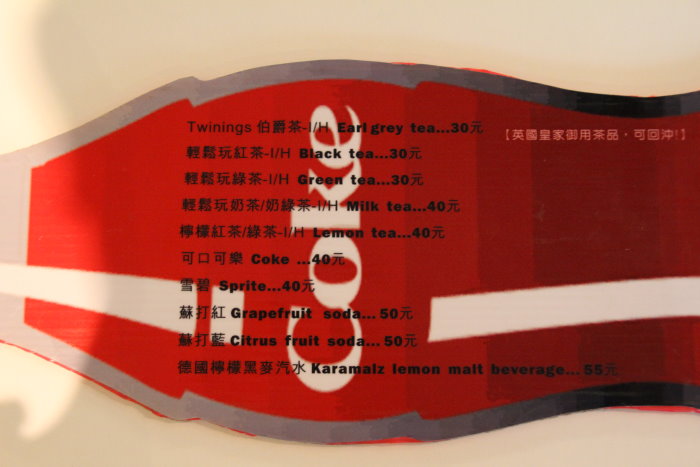 Twinings 伯爵茶-I/H Earl grey tea...30元 【英國皇家御用茶品，可回沖!】
輕鬆玩紅茶-I/H Black tea...30元
輕鬆玩綠茶-I/H Green tea...30元
輕鬆玩奶茶/奶綠茶-I/H Milk tea...40元
檸檬紅茶/綠茶-I/H Lemon tea...40元
可口可樂 Coke ...40元
雪碧 Sprite...40元
蘇打紅 Grapefruit soda... 50元
蘇打藍 Citrus fruit soda... 50元
德國檸檬黑麥汽水 Karamalz lemon malt beverage... 55元
Coke